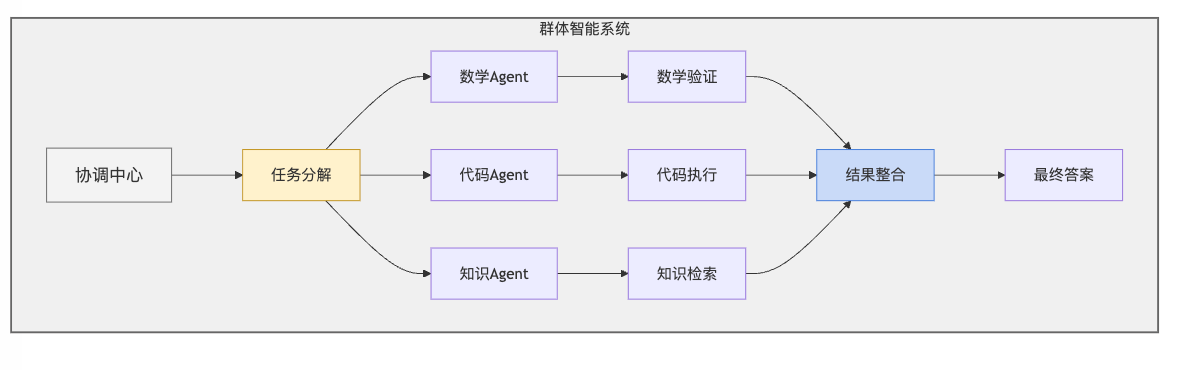 群体智能系统
数学Agent
数学验证
协调中心
任务分解
代码Agent
代码执行
结果整合
最终答案
知识Agent
知识检索